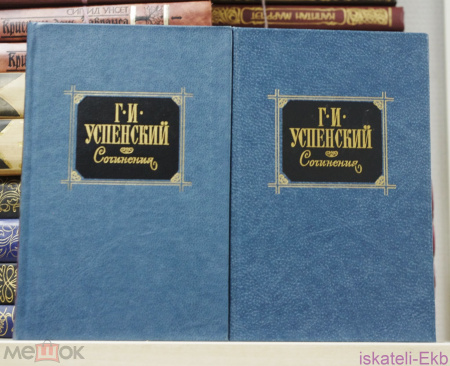 Г·И·
УСПЕНСКИЙ
Сочинения
Г·И·
УСПЕНСКИЙ
Сочинения
мешок
iskateli-Ekb